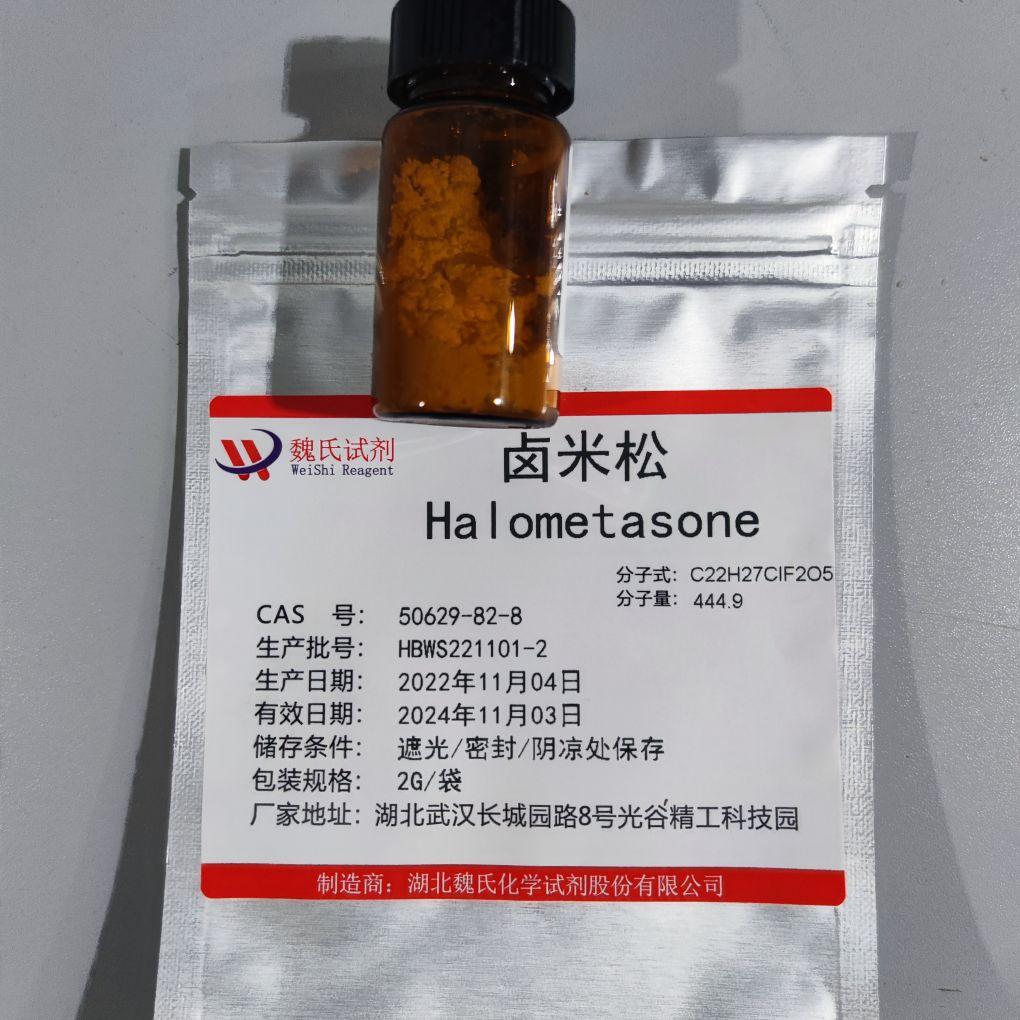 魏氏试剂
WeiShi Reagent
卤米松
Halometasone
分子式: C22H27ClF2O5
分子量: 444.9
CAS 号: 50629-82-8
生产批号: HBWS221101-2
生产日期: 2022年11月04日
有效日期: 2024年11月03日
储存条件: 遮光/密封/阴凉处保存
包装规格: 2G/袋
厂家地址: 湖北武汉长城园路8号光谷精工科技园
制造商: 湖北魏氏化学试剂股份有限公司